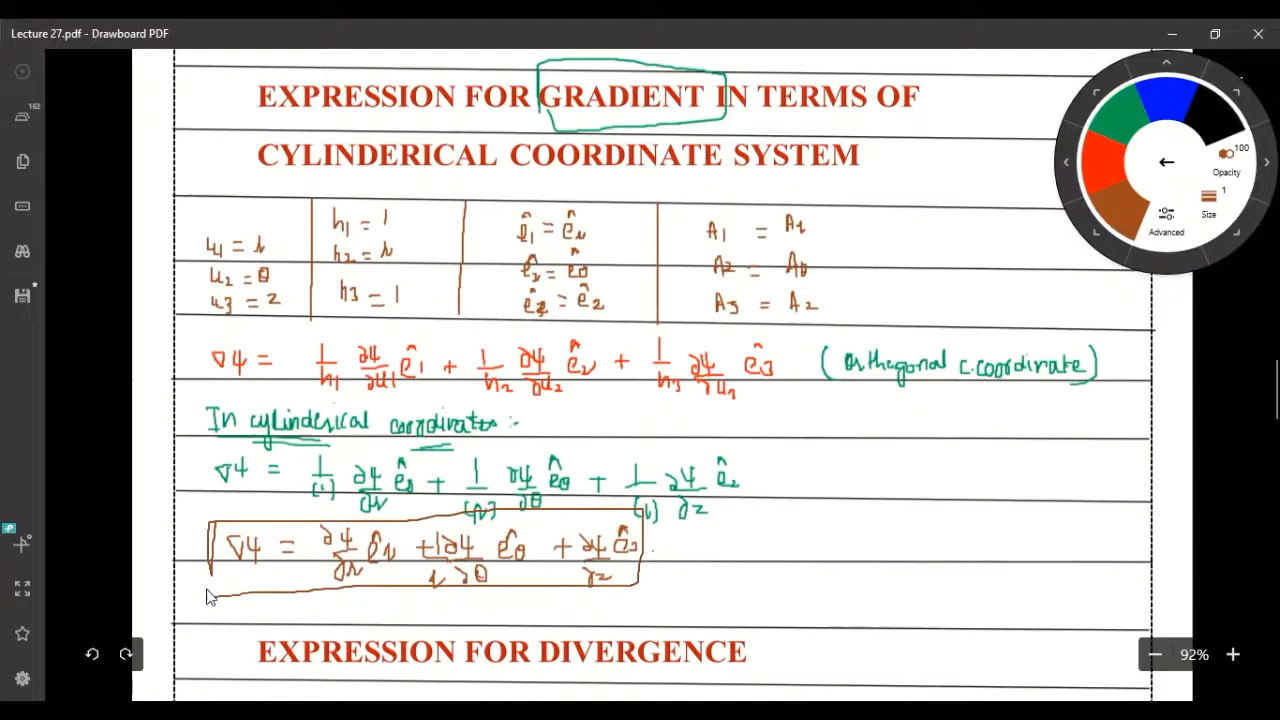 Lecture 27.pdf - Drawboard PDF
EXPRESSION FOR GRADIENT IN TERMS OF
CYLINDERICAL COORDINATE SYSTEM
u1 = r h1 = 1 ê1 = êr A1 = Ar
u2 = θ h2 = r ê2 = êθ A2 = Aθ
u3 = z h3 = 1 ê3 = êz A3 = Az
∇ψ = 1/h1 ∂ψ/∂u1 ê1 + 1/h2 ∂ψ/∂u2 ê2 + 1/h3 ∂ψ/∂u3 ê3 (orthogonal c.coordinate)
In cylinderical coordinates :-
∇ψ = 1/(1) ∂ψ/∂r êr + 1/(r) ∂ψ/∂θ êθ + 1/(1) ∂ψ/∂z êz
∇ψ = ∂ψ/∂r êr + 1/r ∂ψ/∂θ êθ + ∂ψ/∂z êz
EXPRESSION FOR DIVERGENCE
162
100
Opacity
1
Size
Advanced
92%